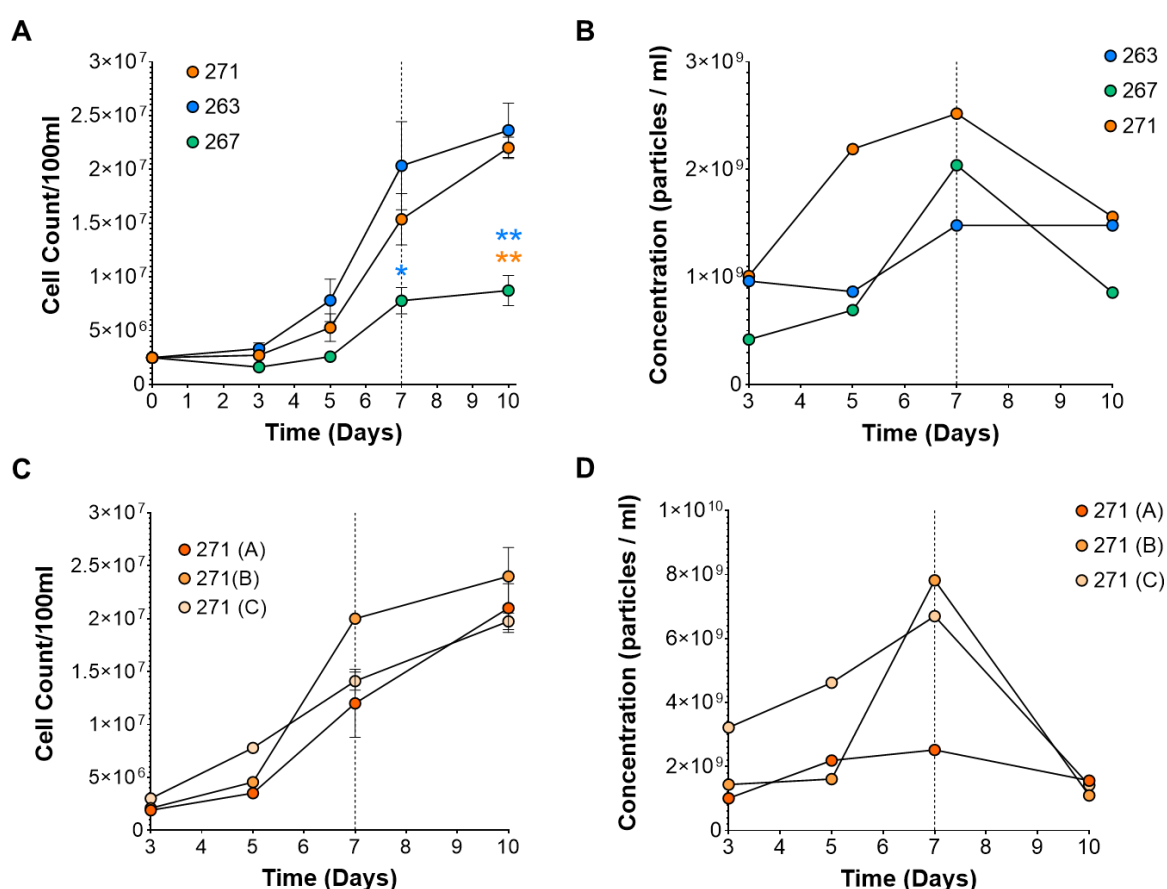 A
Cell Count/100ml
3×10⁷
2.5×10⁷
2×10⁷
1.5×10⁷
1×10⁷
5×10⁶
0
271
263
267
*
**
**
0 1 2 3 4 5 6 7 8 9 10
Time (Days)
B
Concentration (particles / ml)
3×10⁹
2×10⁹
1×10⁹
0
263
267
271
3 4 5 6 7 8 9 10
Time (Days)
C
Cell Count/100ml
3×10⁷
2.5×10⁷
2×10⁷
1.5×10⁷
1×10⁷
5×10⁶
0
271 (A)
271(B)
271 (C)
3 4 5 6 7 8 9 10
Time (Days)
D
Concentration (particles / ml)
1×10¹⁰
8×10⁹
6×10⁹
4×10⁹
2×10⁹
0
271 (A)
271 (B)
271 (C)
3 4 5 6 7 8 9 10
Time (Days)